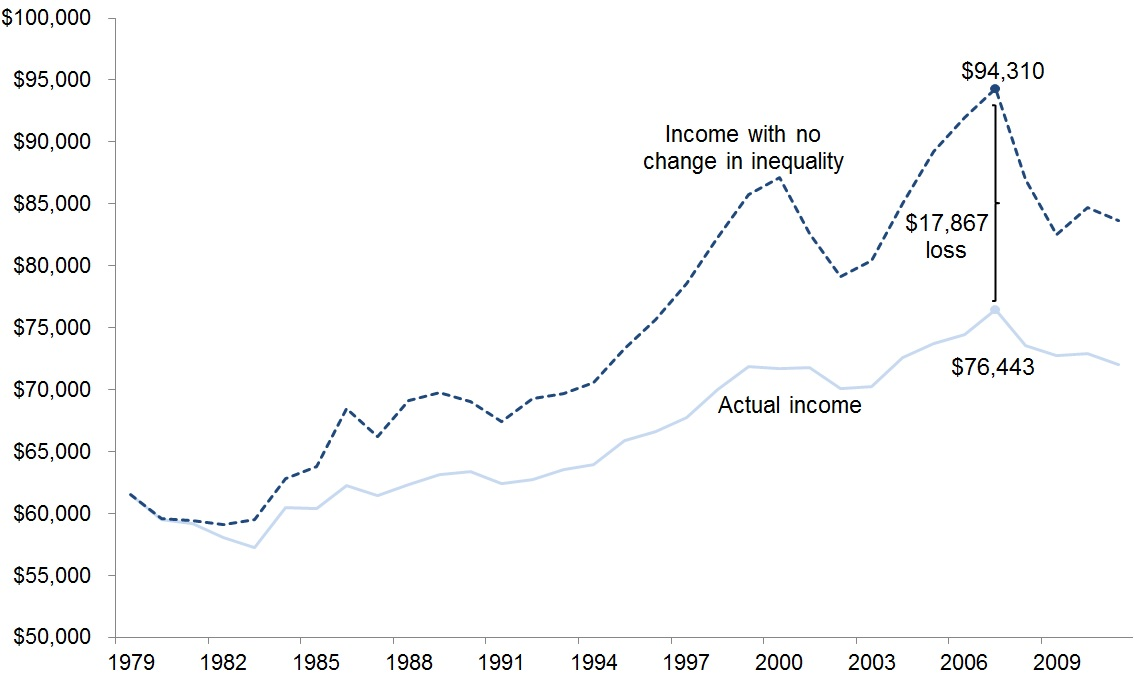 $100,000
$95,000
$94,310
$90,000
Income with no
change in inequality
$85,000
$17,867
loss
$80,000
$75,000
$76,443
$70,000
Actual income
$65,000
$60,000
$55,000
$50,000
1979 1982 1985 1988 1991 1994 1997 2000 2003 2006 2009